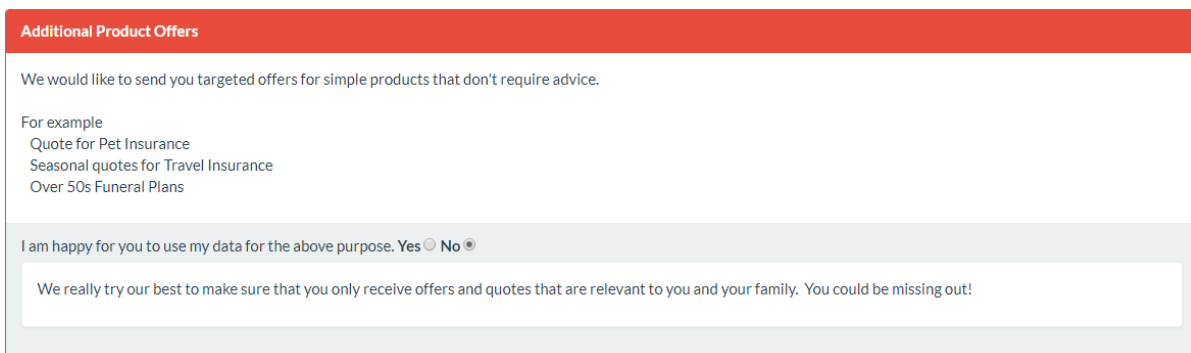 Additional Product Offers
We would like to send you targeted offers for simple products that don't require advice.
For example
Quote for Pet Insurance
Seasonal quotes for Travel Insurance
Over 50s Funeral Plans
I am happy for you to use my data for the above purpose. Yes No
We really try our best to make sure that you only receive offers and quotes that are relevant to you and your family. You could be missing out!